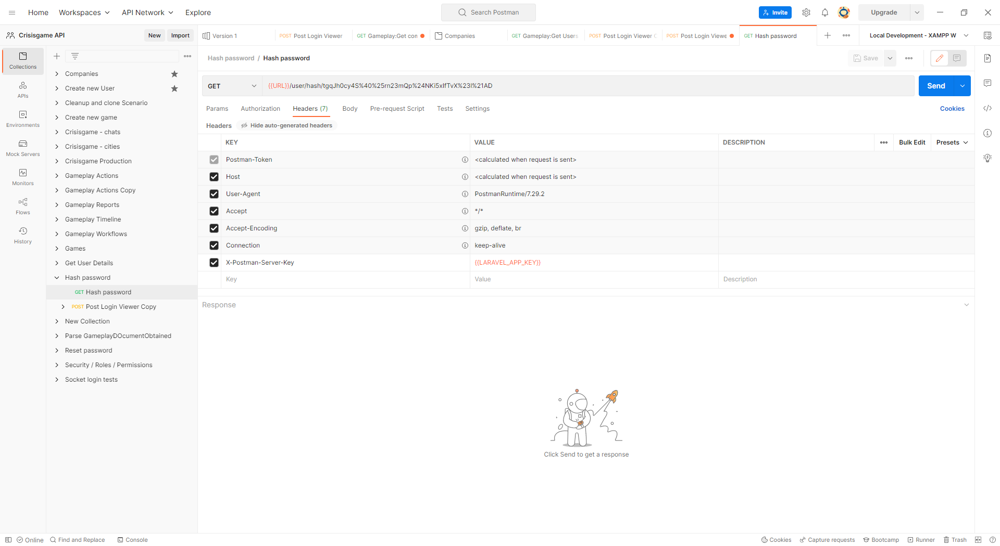 Home Workspaces API Network Explore Search Postman Invite Upgrade
Crisisgame API New Import
Version 1 POST Post Login Viewer GET Gameplay:Get con Companies GET Gameplay:Get Users POST Post Login Viewer C POST Post Login Viewe GET Hash password Local Development - XAMPP W
Collections
APIs
Environments
Mock Servers
Monitors
Flows
History
Companies
Create new User
Cleanup and clone Scenario
Create new game
Crisisgame - chats
Crisisgame - cities
Crisisgame Production
Gameplay Actions
Gameplay Actions Copy
Gameplay Reports
Gameplay Timeline
Gameplay Workflows
Games
Get User Details
Hash password
GET Hash password
POST Post Login Viewer Copy
New Collection
Parse GameplayDOcumentObtained
Reset password
Security / Roles / Permissions
Socket login tests
Hash password / Hash password Save
GET {{URL}}/user/hash/tgqJh0cy4S%40%25rn23mQp%24NKi5xIfTvX%23I%21AD Send
Params Authorization Headers (7) Body Pre-request Script Tests Settings Cookies
Headers Hide auto-generated headers
KEY VALUE DESCRIPTION Bulk Edit Presets
Postman-Token <calculated when request is sent>
Host <calculated when request is sent>
User-Agent PostmanRuntime/7.29.2
Accept */*
Accept-Encoding gzip, deflate, br
Connection keep-alive
X-Postman-Server-Key {{LARAVEL_APP_KEY}}
Key Value Description
Response
Click Send to get a response
Online Find and Replace Console Cookies Capture requests Bootcamp Runner Trash